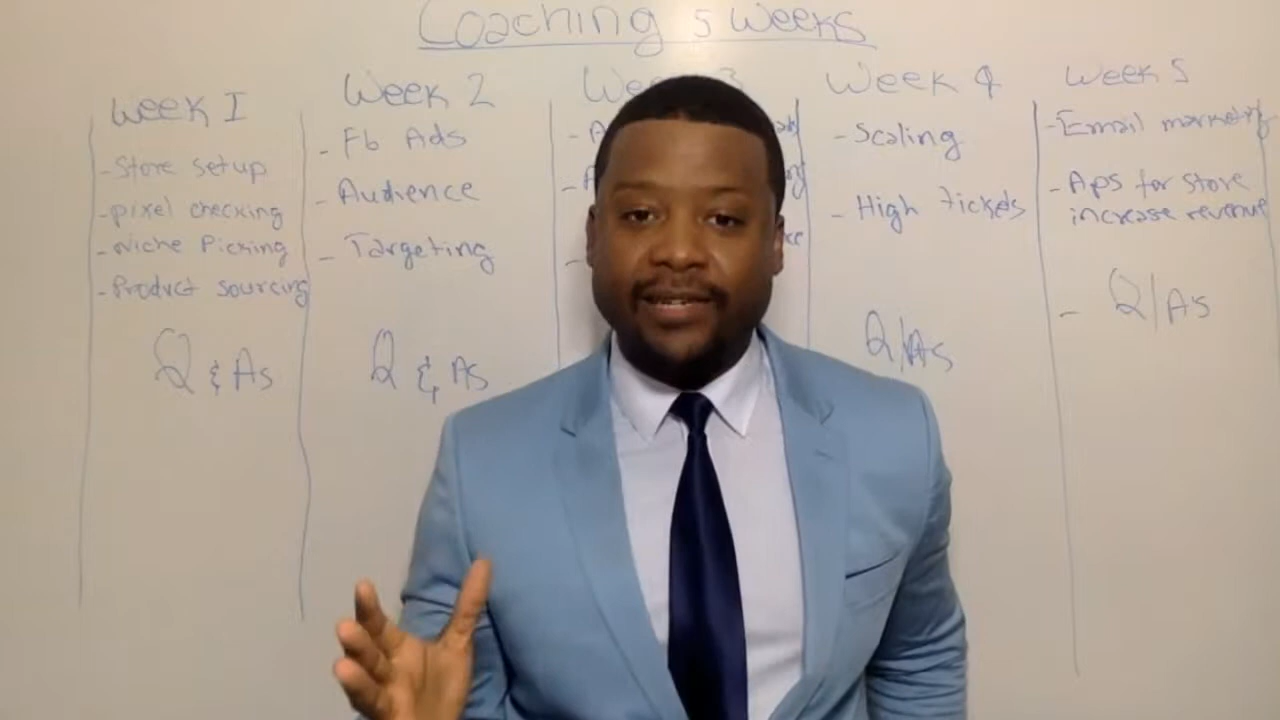 Coaching 5 weeks
Week 1
- Store setup
- pixel checking
- Niche Picking
- Product sourcing
Q & As
Week 2
- Fb Ads
- Audience
- Targeting
Q & As
Week 4
- Scaling
- High Tickets
Q/As
Week 5
- Email
- Aps for store
increase revenue
- Q/As